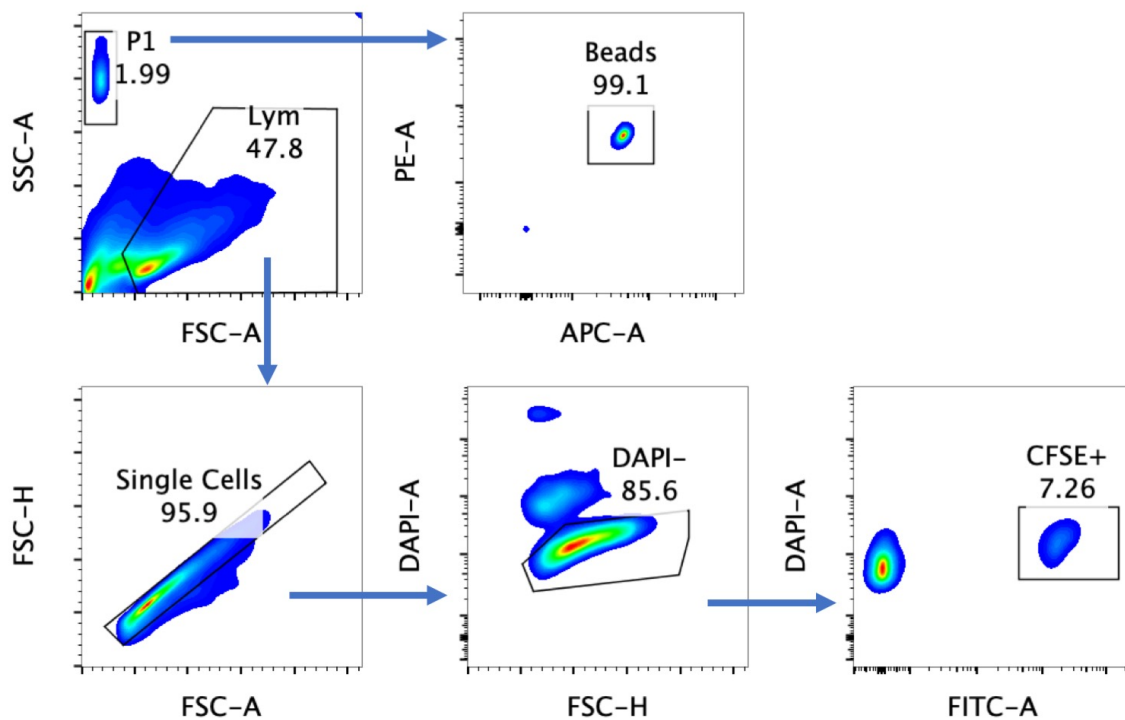 P1
1.99
Lym
47.8
SSC-A
FSC-A
Beads
99.1
PE-A
APC-A
Single Cells
95.9
FSC-H
FSC-A
DAPI-
85.6
DAPI-A
FSC-H
CFSE+
7.26
DAPI-A
FITC-A